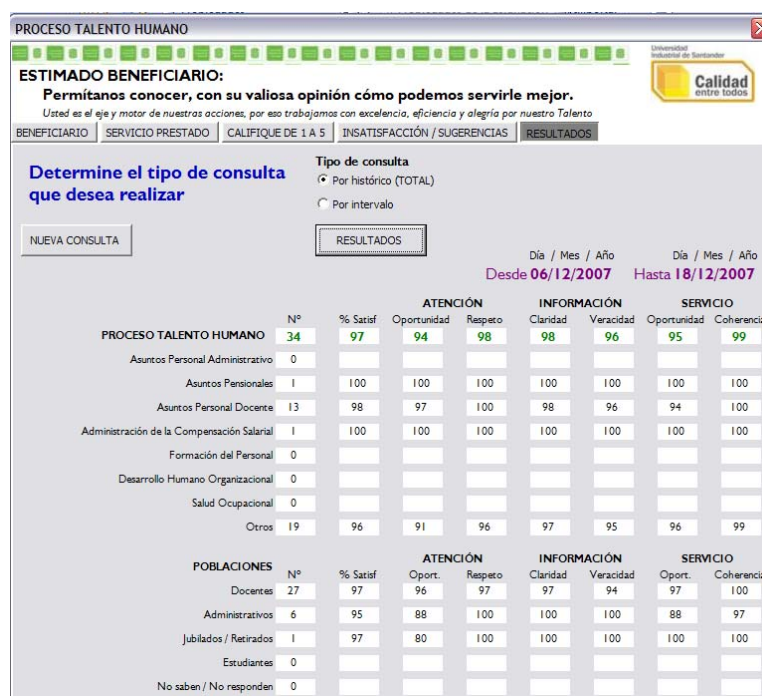 PROCESO TALENTO HUMANO
Universidad
Industrial de Santander
Calidad
entre todos
ESTIMADO BENEFICIARIO:
Permítanos conocer, con su valiosa opinión cómo podemos servirle mejor.
Usted es el eje y motor de nuestras acciones, por eso trabajamos con excelencia, eficiencia y alegría por nuestro Talento
BENEFICIARIO SERVICIO PRESTADO CALIFIQUE DE 1 A 5 INSATISFACCIÓN / SUGERENCIAS RESULTADOS
Determine el tipo de consulta
que desea realizar
Tipo de consulta
Por histórico (TOTAL)
Por intervalo
NUEVA CONSULTA RESULTADOS
Día / Mes / Año Día / Mes / Año
Desde 06/12/2007 Hasta 18/12/2007
ATENCIÓN INFORMACIÓN SERVICIO
Nº % Satisf Oportunidad Respeto Claridad Veracidad Oportunidad Coherencia
PROCESO TALENTO HUMANO 34 97 94 98 98 96 95 99
Asuntos Personal Administrativo 0
Asuntos Pensionales 1 100 100 100 100 100 100 100
Asuntos Personal Docente 13 98 97 100 98 96 94 100
Administración de la Compensación Salarial 1 100 100 100 100 100 100 100
Formación del Personal 0
Desarrollo Humano Organizacional 0
Salud Ocupacional 0
Otros 19 96 91 96 97 95 96 99
POBLACIONES ATENCIÓN INFORMACIÓN SERVICIO
Nº % Satisf Oport. Respeto Claridad Veracidad Oport. Coherencia
Docentes 27 97 96 97 97 94 97 100
Administrativos 6 95 88 100 100 100 88 97
Jubilados / Retirados 1 97 80 100 100 100 100 100
Estudiantes 0
No saben / No responden 0